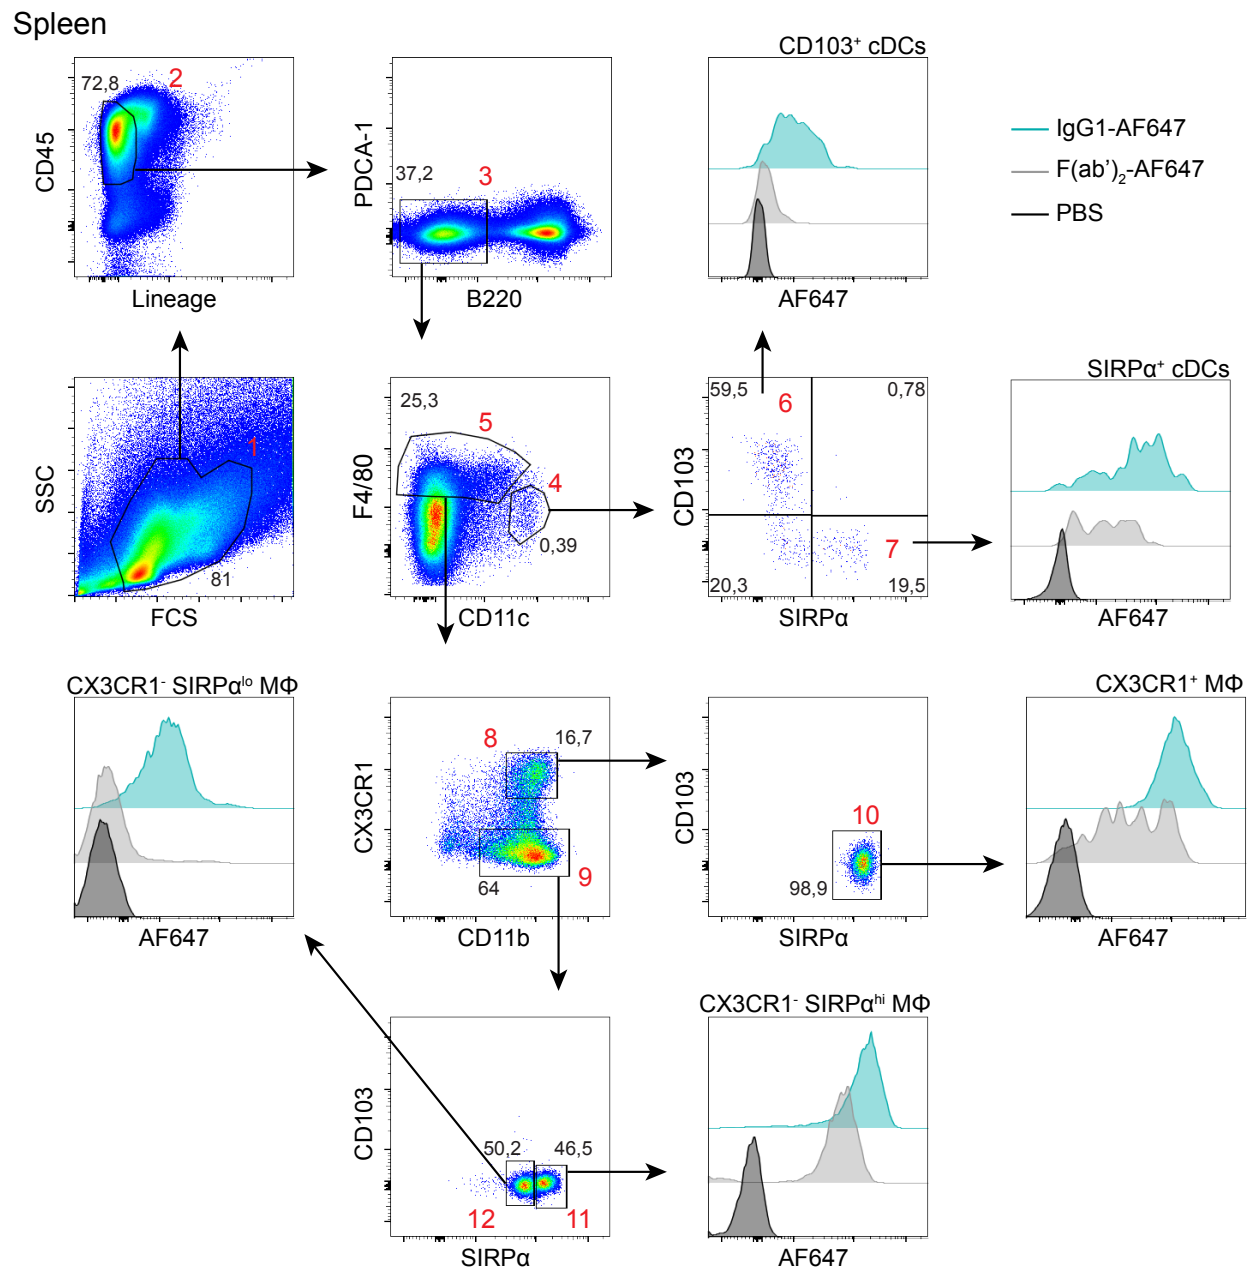 Spleen
CD103⁺ cDCs
72,8
2
CD45
Lineage
PDCA-1
37,2
3
B220
AF647
IgG1-AF647
F(ab’)₂-AF647
PBS
SSC
1
81
FCS
25,3
5
4
0,39
F4/80
CD11c
59,5
0,78
6
7
20,3
19,5
CD103
SIRPα
SIRPα⁺ cDCs
AF647
CX3CR1⁻ SIRPαˡᵒ MΦ
AF647
8
16,7
CX3CR1
64
9
CD11b
CD103
10
98,9
SIRPα
CX3CR1⁺ MΦ
AF647
CD103
50,2
46,5
12
11
SIRPα
CX3CR1⁻ SIRPαʰⁱ MΦ
AF647